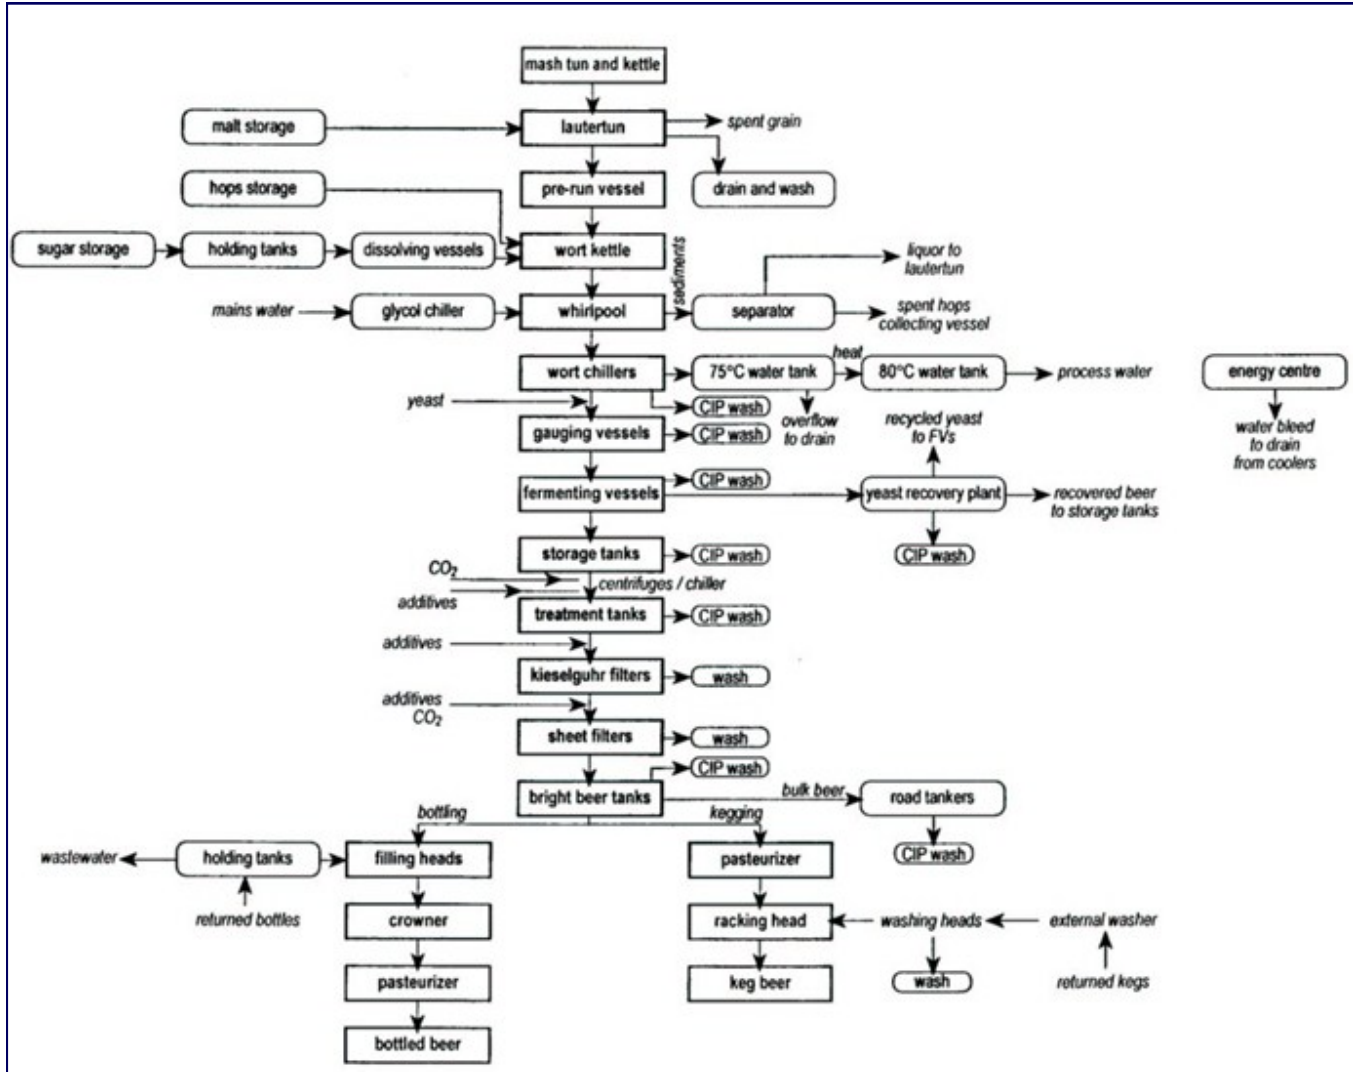 mash tun and kettle
malt storage
lautertun
spent grain
hops storage
pre-run vessel
drain and wash
sugar storage
holding tanks
dissolving vessels
wort kettle
sediments
liquor to
lautertun
mains water
glycol chiller
whirlpool
separator
spent hops
collecting vessel
wort chillers
75°C water tank
heat
80°C water tank
process water
energy centre
yeast
CIP wash
overflow
to drain
recycled yeast
to FVs
water bleed
to drain
from coolers
gauging vessels
CIP wash
CIP wash
fermenting vessels
yeast recovery plant
recovered beer
to storage tanks
storage tanks
CIP wash
CIP wash
CO2
centrifuges / chiller
additives
treatment tanks
CIP wash
additives
kieselguhr filters
wash
additives
CO2
sheet filters
wash
CIP wash
bright beer tanks
bulk beer
road tankers
bottling
kegging
CIP wash
wastewater
holding tanks
filling heads
pasteurizer
returned bottles
crowner
racking head
washing heads
external washer
pasteurizer
keg beer
wash
returned kegs
bottled beer